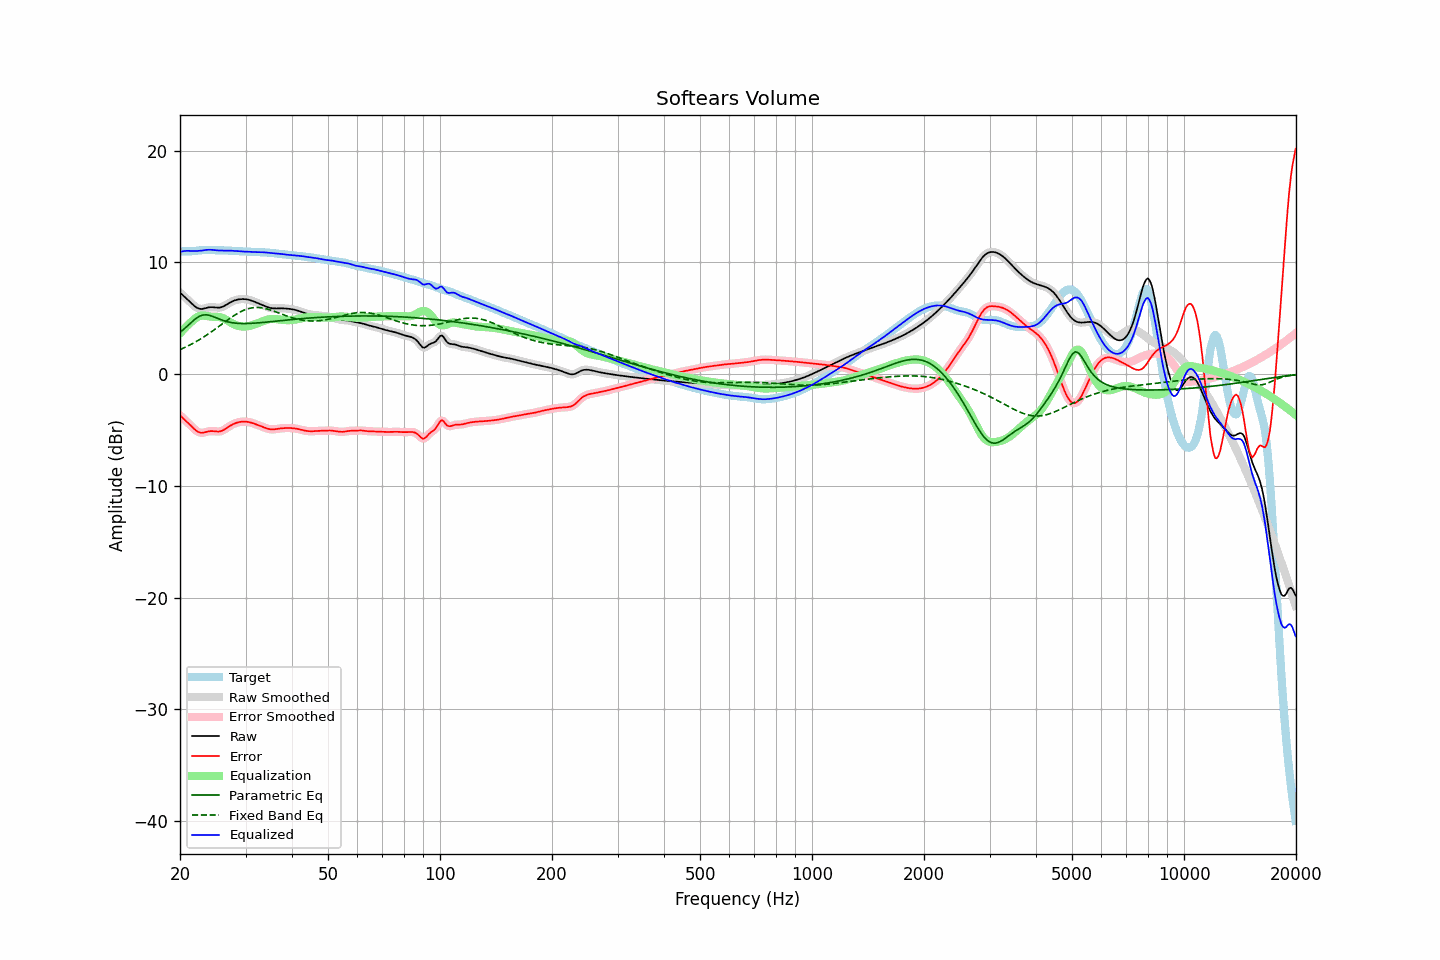 Softears Volume
Amplitude (dBr)
20
10
0
−10
−20
−30
−40
Target
Raw Smoothed
Error Smoothed
Raw
Error
Equalization
Parametric Eq
Fixed Band Eq
Equalized
20 50 100 200 500 1000 2000 5000 10000 20000
Frequency (Hz)